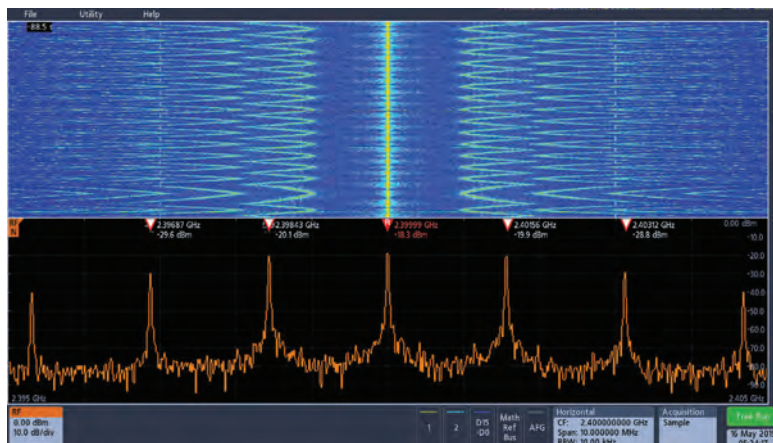 File Utility Help
-88.5
2.39687 GHz 2.39843 GHz 2.39999 GHz 2.40156 GHz 2.40312 GHz 0.00 dBm
-29.6 dBm -20.1 dBm -18.3 dBm -19.9 dBm -28.8 dBm
RF
N
-10.0
-20.0
-30.0
-40.0
-50.0
-60.0
-70.0
-80.0
-90.0
2.395 GHz 2.405 GHz
RF
0.00 dBm
10.0 dB/div
1 2 D15 -D0 Math Ref Bus AFG
Horizontal
CF: 2.400000000 GHz
Span: 10.000000 MHz
RBW: 10.00 kHz
Acquisition
Sample
Free Run
16 May